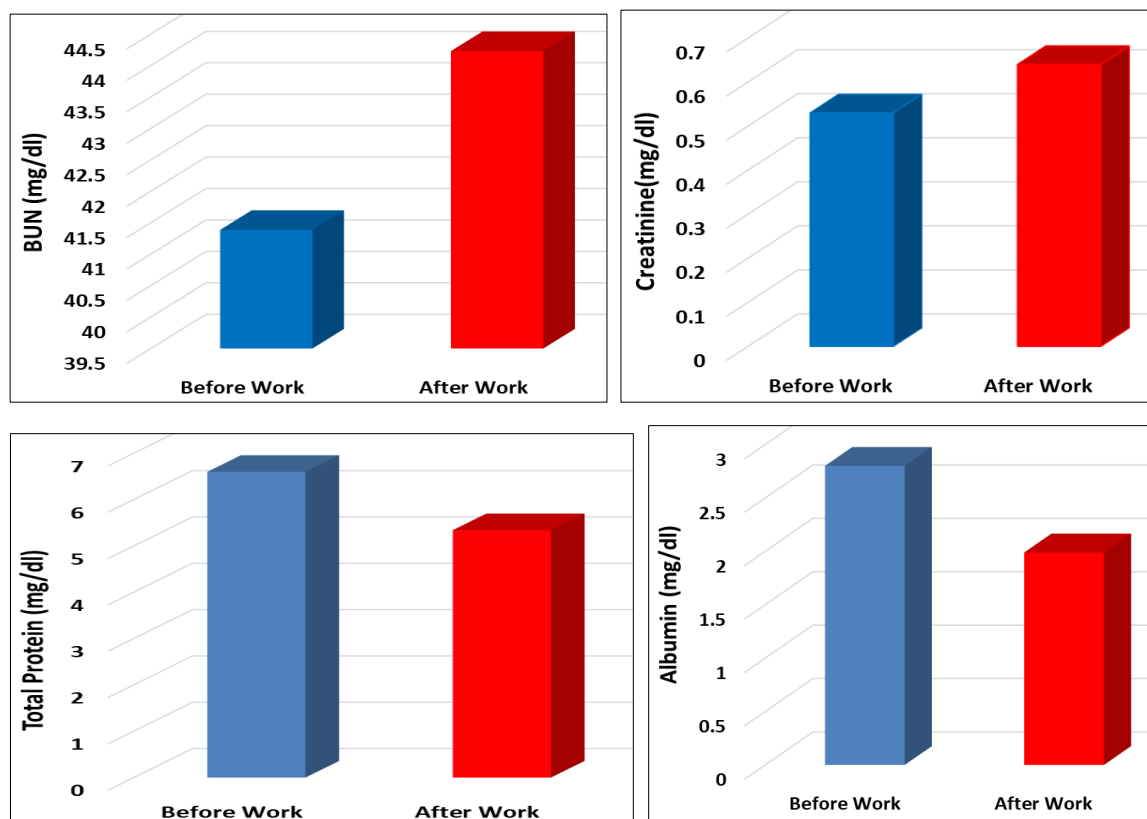 BUN (mg/dl)
44.5
44
43.5
43
42.5
42
41.5
41
40.5
40
39.5
Before Work
After Work
Creatinine(mg/dl)
0.7
0.6
0.5
0.4
0.3
0.2
0.1
0
Before Work
After Work
Total Protein (mg/dl)
7
6
5
4
3
2
1
0
Before Work
After Work
Albumin (mg/dl)
3
2.5
2
1.5
1
0.5
0
Before Work
After Work